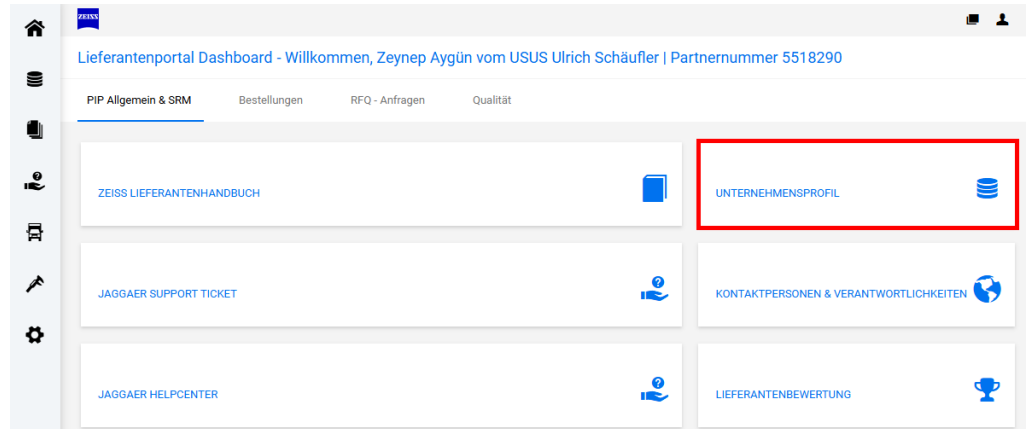 ZEISS
Lieferantenportal Dashboard - Willkommen, Zeynep Aygün vom USUS Ulrich Schäufler | Partnernummer 5518290
PIP Allgemein & SRM Bestellungen RFQ - Anfragen Qualität
ZEISS LIEFERANTENHANDBUCH
UNTERNEHMENSPROFIL
JAGGAER SUPPORT TICKET
KONTAKTPERSONEN & VERANTWORTLICHKEITEN
JAGGAER HELPCENTER
LIEFERANTENBEWERTUNG